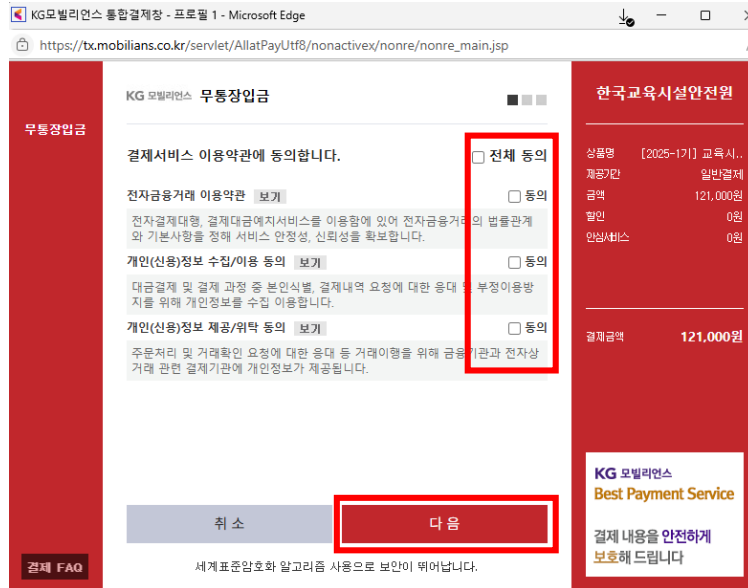 KG모빌리언스 통합결제창 - 프로필 1 - Microsoft Edge
https://tx.mobilians.co.kr/servlet/AllatPayUtf8/nonactivex/nonre/nonre_main.jsp
무통장입금
KG 모빌리언스 무통장입금
결제서비스 이용약관에 동의합니다.
전체 동의
전자금융거래 이용약관 보기
동의
전자결제대행, 결제대금예치서비스를 이용함에 있어 전자금융거래의 법률관계
와 기본사항을 정해 서비스 안정성, 신뢰성을 확보합니다.
개인(신용)정보 수집/이용 동의 보기
동의
대금결제 및 결제 과정 중 본인식별, 결제내역 요청에 대한 응대 및 부정이용방
지를 위해 개인정보를 수집 이용합니다.
개인(신용)정보 제공/위탁 동의 보기
동의
주문처리 및 거래확인 요청에 대한 응대 등 거래이행을 위해 금융기관과 전자상
거래 관련 결제기관에 개인정보가 제공됩니다.
취소
다음
세계표준암호화 알고리즘 사용으로 보안이 뛰어납니다.
결제 FAQ
한국교육시설안전원
상품명 [2025-1기] 교육시..
제공기간 일반결제
금액 121,000원
할인 0원
안심서비스 0원
결제금액 121,000원
KG 모빌리언스
Best Payment Service
결제 내용을 안전하게
보호해 드립니다